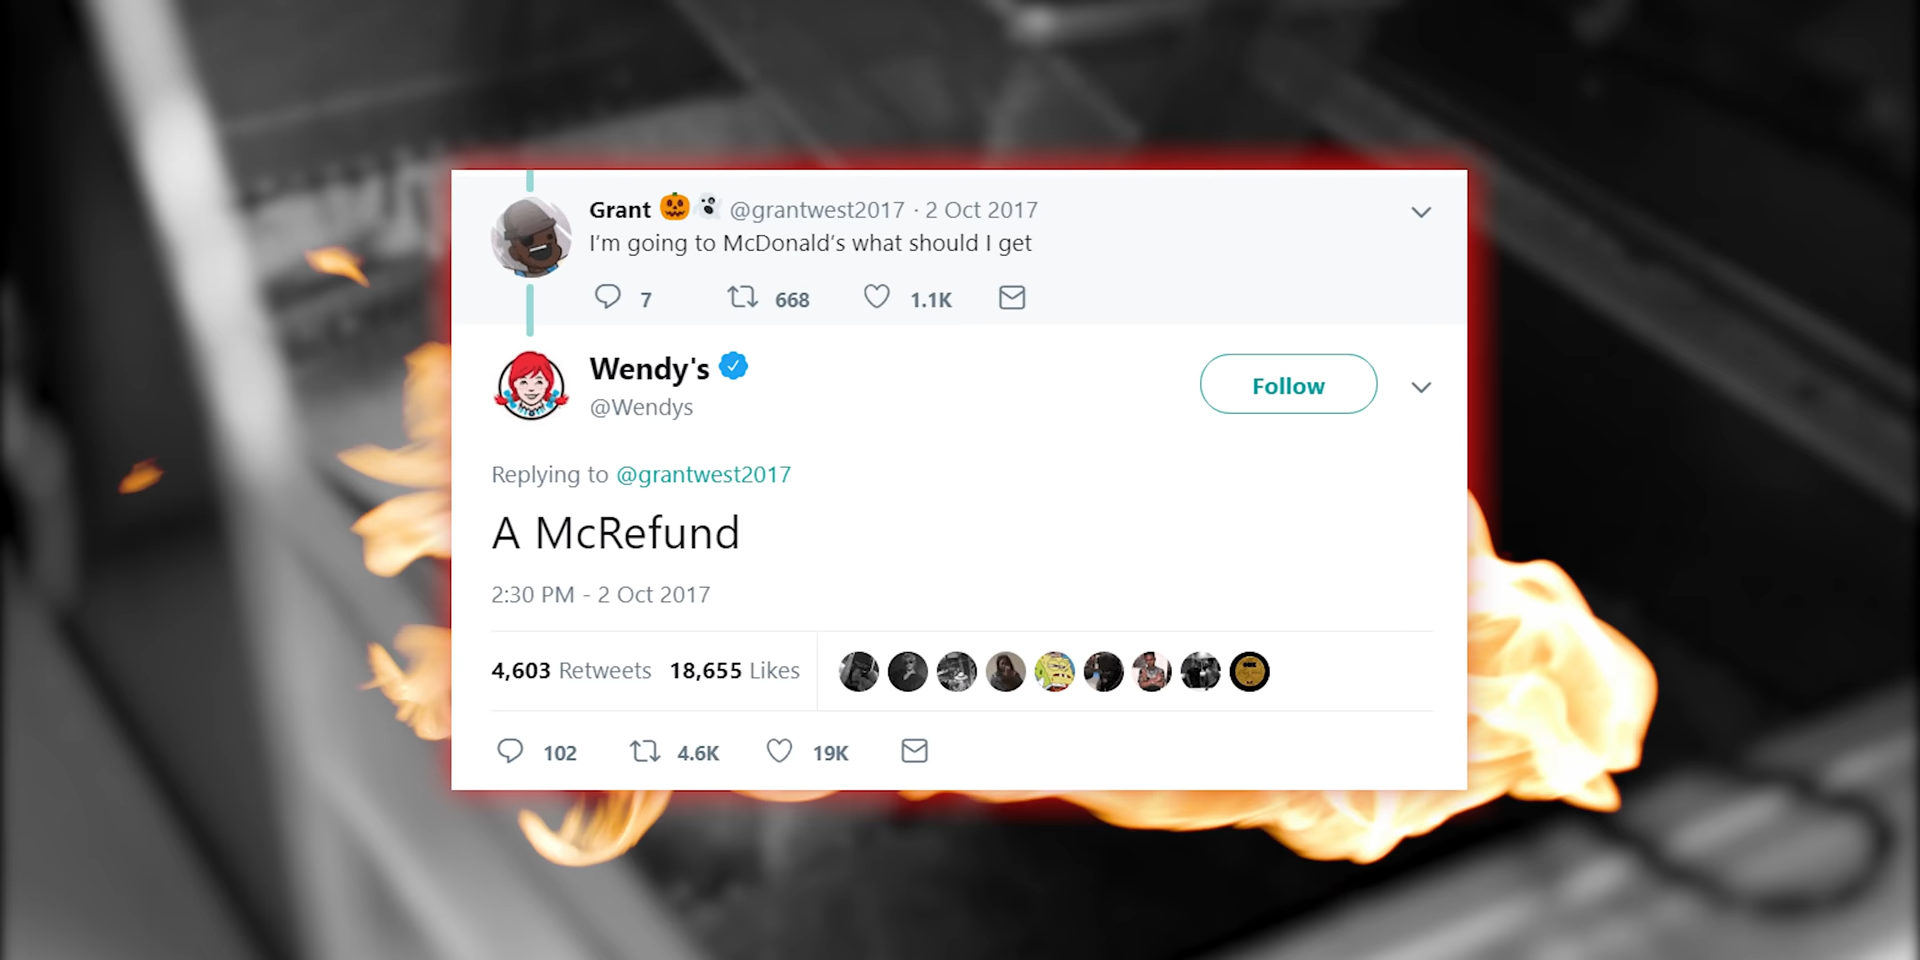 Grant 🎃👻 @grantwest2017 · 2 Oct 2017
I'm going to McDonald's what should I get
7 668 1.1K
Wendy's
Follow
@Wendys
Replying to @grantwest2017
A McRefund
2:30 PM - 2 Oct 2017
4,603 Retweets 18,655 Likes
102 4.6K 19K